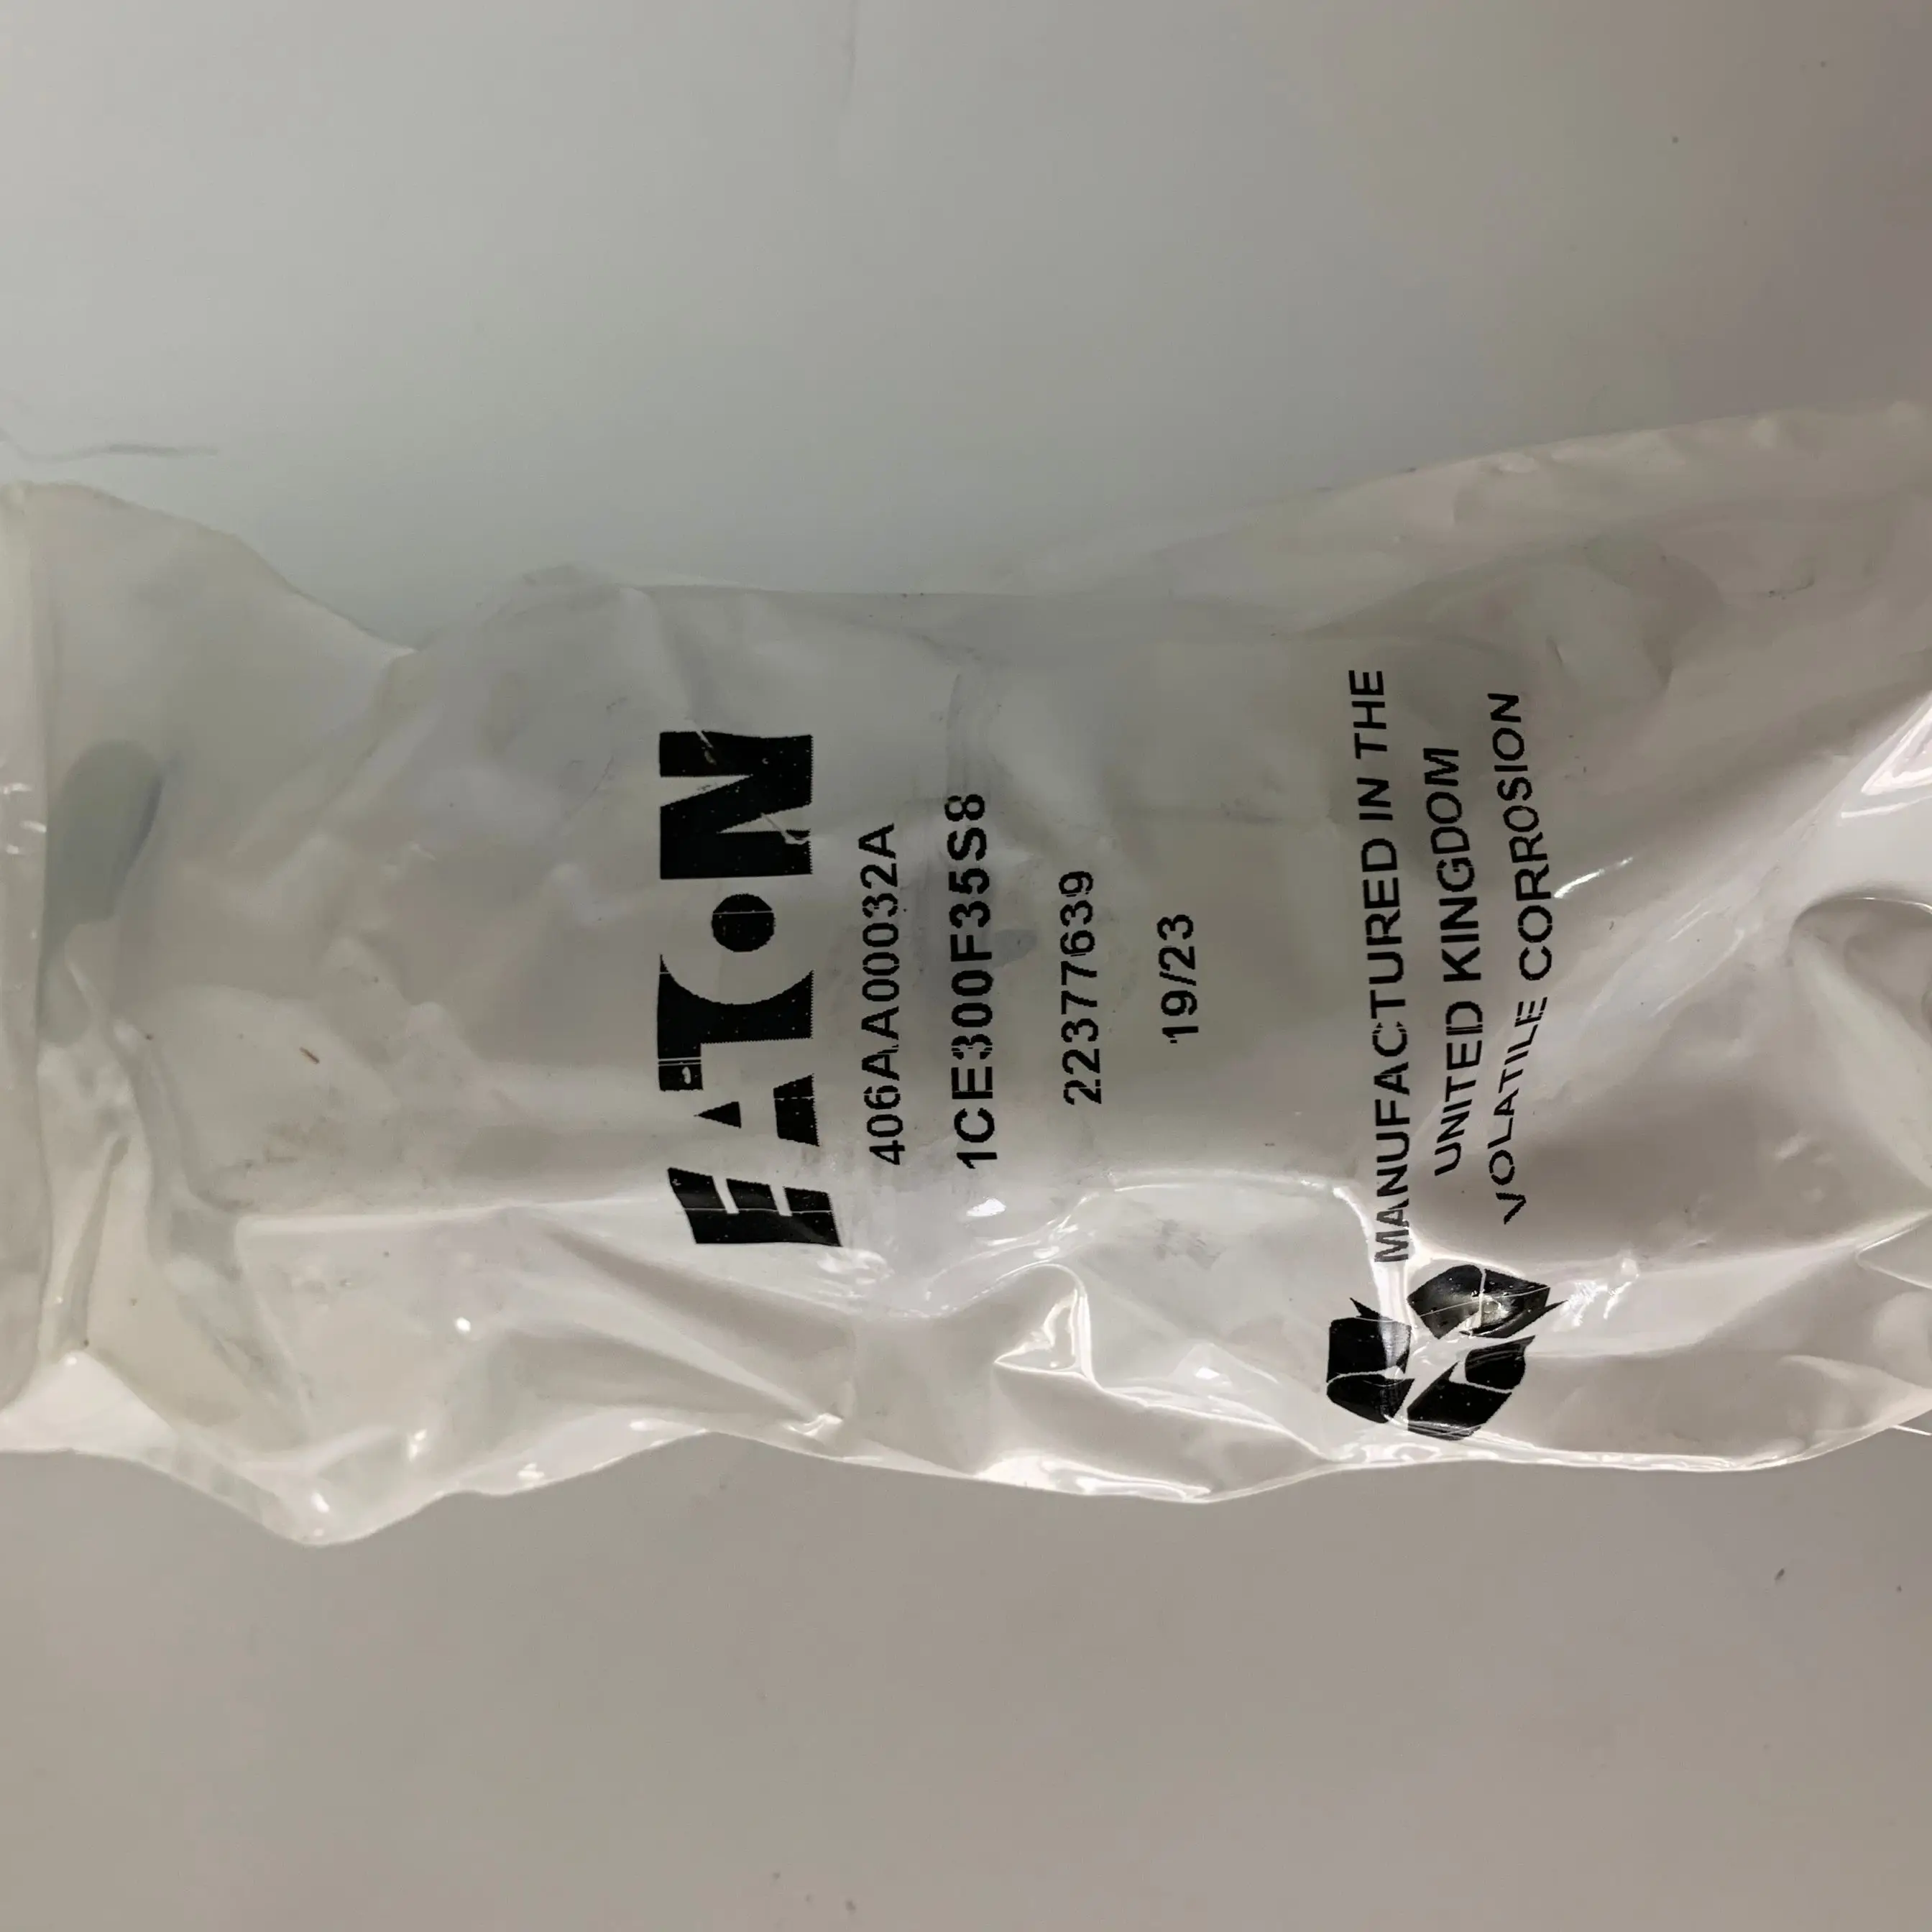 EATON
406AA00032A
1CE300F35S8
22377639
19/23
MANUFACTURED IN THE
UNITED KINGDOM
VOLATILE CORROSION